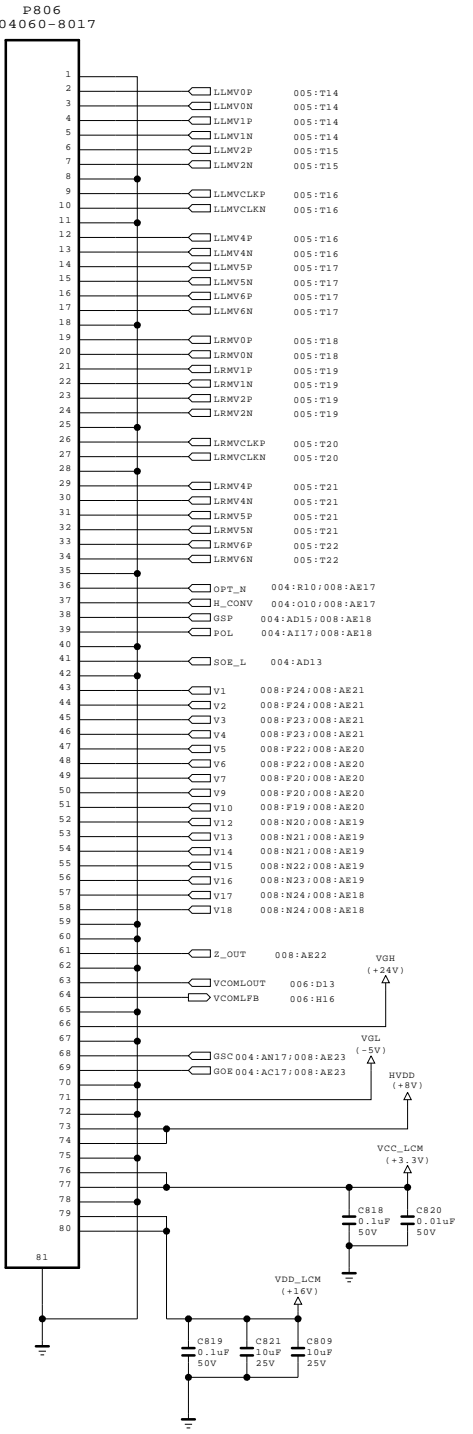 P806
04060-8017
1
2 LLMV0P 005:T14
3 LLMV0N 005:T14
4 LLMV1P 005:T14
5 LLMV1N 005:T14
6 LLMV2P 005:T15
7 LLMV2N 005:T15
8
9 LLMVCLKP 005:T16
10 LLMVCLKN 005:T16
11
12 LLMV4P 005:T16
13 LLMV4N 005:T16
14 LLMV5P 005:T17
15 LLMV5N 005:T17
16 LLMV6P 005:T17
17 LLMV6N 005:T17
18
19 LRMV0P 005:T18
20 LRMV0N 005:T18
21 LRMV1P 005:T19
22 LRMV1N 005:T19
23 LRMV2P 005:T19
24 LRMV2N 005:T19
25
26 LRMVCLKP 005:T20
27 LRMVCLKN 005:T20
28
29 LRMV4P 005:T21
30 LRMV4N 005:T21
31 LRMV5P 005:T21
32 LRMV5N 005:T21
33 LRMV6P 005:T22
34 LRMV6N 005:T22
35
36 OPT_N 004:R10;008:AE17
37 H_CONV 004:O10;008:AE17
38 GSP 004:AD15;008:AE18
39 POL 004:AI17;008:AE18
40
41 SOE_L 004:AD13
42
43 V1 008:F24;008:AE21
44 V2 008:F24;008:AE21
45 V3 008:F23;008:AE21
46 V4 008:F23;008:AE21
47 V5 008:F22;008:AE20
48 V6 008:F22;008:AE20
49 V7 008:F20;008:AE20
50 V9 008:F20;008:AE20
51 V10 008:F19;008:AE20
52 V12 008:N20;008:AE19
53 V13 008:N21;008:AE19
54 V14 008:N21;008:AE19
55 V15 008:N22;008:AE19
56 V16 008:N23;008:AE19
57 V17 008:N24;008:AE18
58 V18 008:N24;008:AE18
59
60
61 Z_OUT 008:AE22
62
VGH
(+24V)
63 VCOMLOUT 006:D13
64 VCOMLFB 006:H16
65
66
67
VGL
(-5V)
68 GSC 004:AN17;008:AE23
69 GOE 004:AC17;008:AE23
HVDD
(+8V)
70
71
72
73
74
VCC_LCM
(+3.3V)
75
76
77
78
79
80
C818
0.1uF
50V
C820
0.01uF
50V
81
VDD_LCM
(+16V)
C819
0.1uF
50V
C821
10uF
25V
C809
10uF
25V